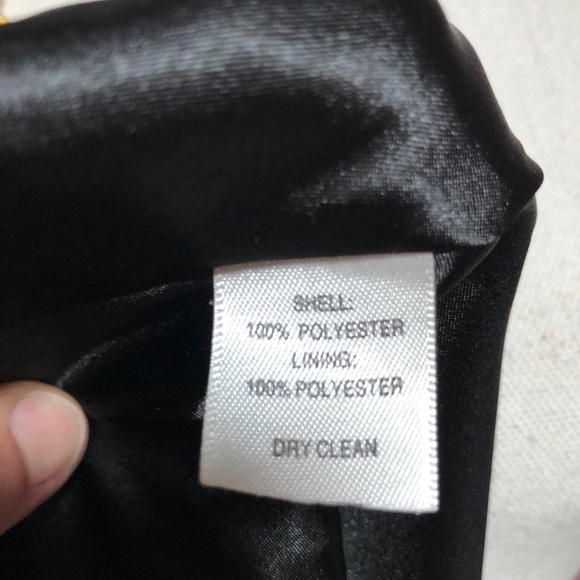 SHELL:
100% POLYESTER
LINING:
100% POLYESTER
DRY CLEAN